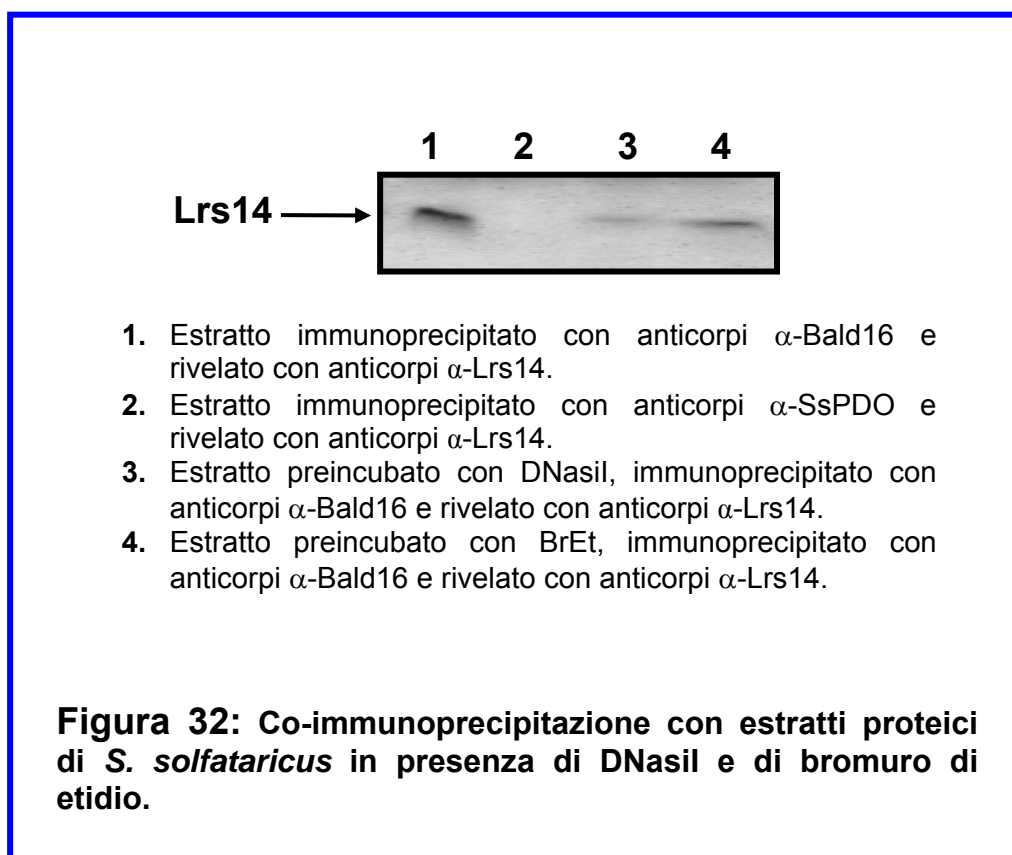 1 2 3 4
Lrs14
1. Estratto immunoprecipitato con anticorpi α-Bald16 e
rivelato con anticorpi α-Lrs14.
2. Estratto immunoprecipitato con anticorpi α-SsPDO e
rivelato con anticorpi α-Lrs14.
3. Estratto preincubato con DNasiI, immunoprecipitato con
anticorpi α-Bald16 e rivelato con anticorpi α-Lrs14.
4. Estratto preincubato con BrEt, immunoprecipitato con
anticorpi α-Bald16 e rivelato con anticorpi α-Lrs14.
Figura 32: Co-immunoprecipitazione con estratti proteici
di S. solfataricus in presenza di DNasiI e di bromuro di
etidio.